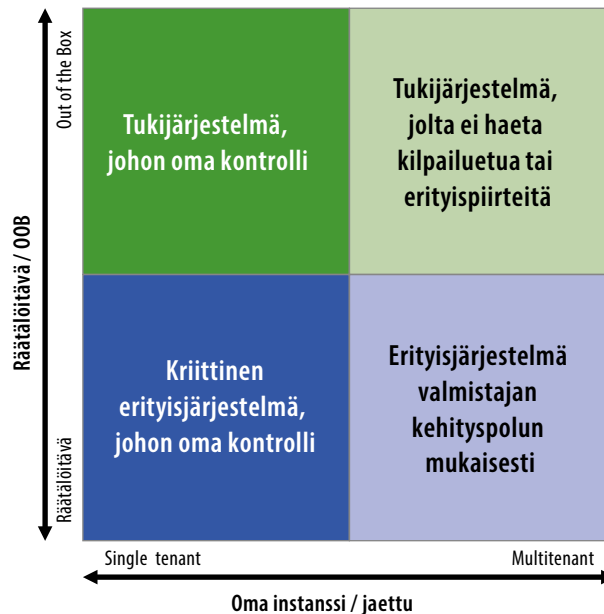 Räätälöitävä / OOB
Out of the Box
Räätälöitävä
Tukijärjestelmä,
johon oma kontrolli
Tukijärjestelmä,
jolta ei haeta
kilpailuetua tai
erityispiirteitä
Kriittinen
erityisjärjestelmä,
johon oma kontrolli
Erityisjärjestelmä
valmistajan
kehityspolun
mukaisesti
Single tenant
Multitenant
Oma instanssi / jaettu